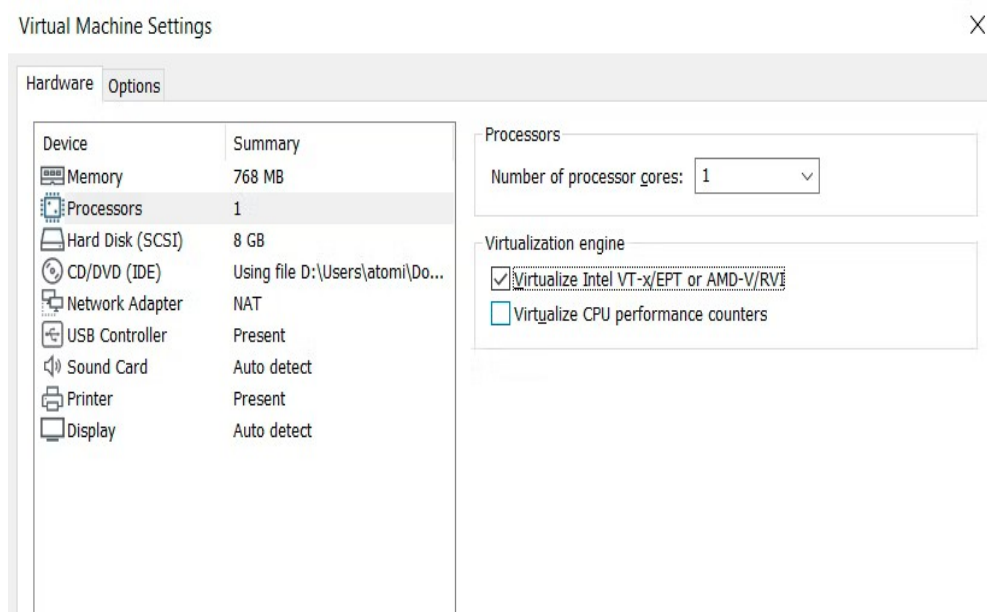 Virtual Machine Settings X
Hardware Options
Device Summary
Memory 768 MB
Processors 1
Hard Disk (SCSI) 8 GB
CD/DVD (IDE) Using file D:\Users\atomi\Do...
Network Adapter NAT
USB Controller Present
Sound Card Auto detect
Printer Present
Display Auto detect
Processors
Number of processor cores: 1
Virtualization engine
Virtualize Intel VT-x/EPT or AMD-V/RVI
Virtualize CPU performance counters